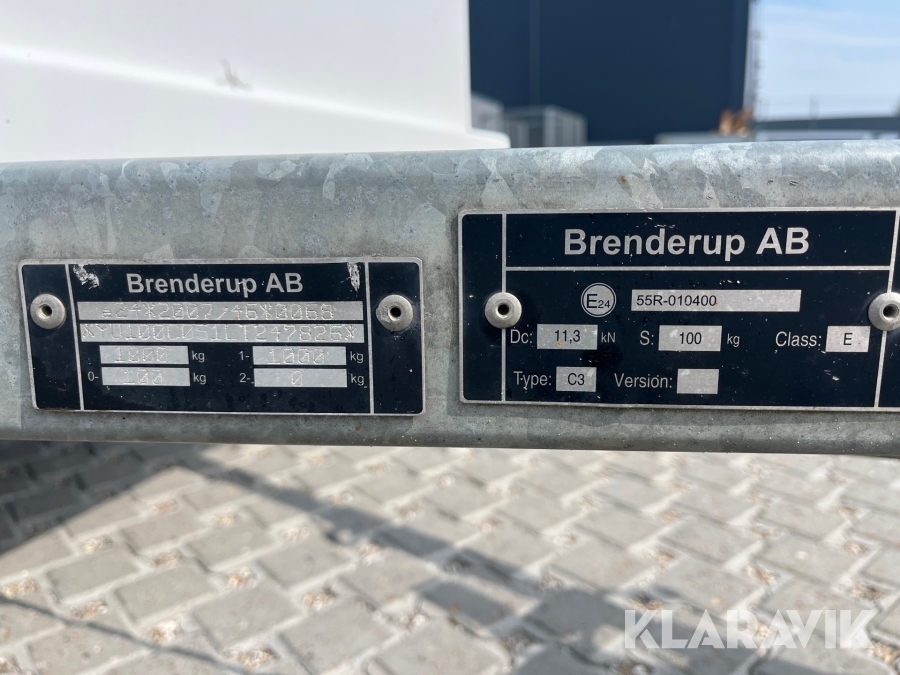 Brenderup AB
e24*2007/46*0068
1000 kg 1- 1000 kg
0- 100 kg 2- 0 kg
Brenderup AB
E24 55R-010400
Dc: 11,3 kN S: 100 kg Class: E
Type: C3 Version:
KLARAVIK